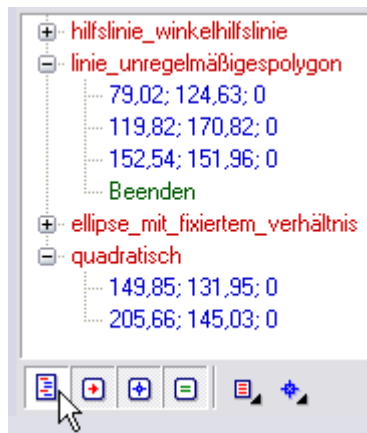 hilfslinie_winkelhilfslinie
linie_unregelmäßigespolygon
79,02; 124,63; 0
119,82; 170,82; 0
152,54; 151,96; 0
Beenden
ellipse_mit_fixiertem_verhältnis
quadratisch
149,85; 131,95; 0
205,66; 145,03; 0